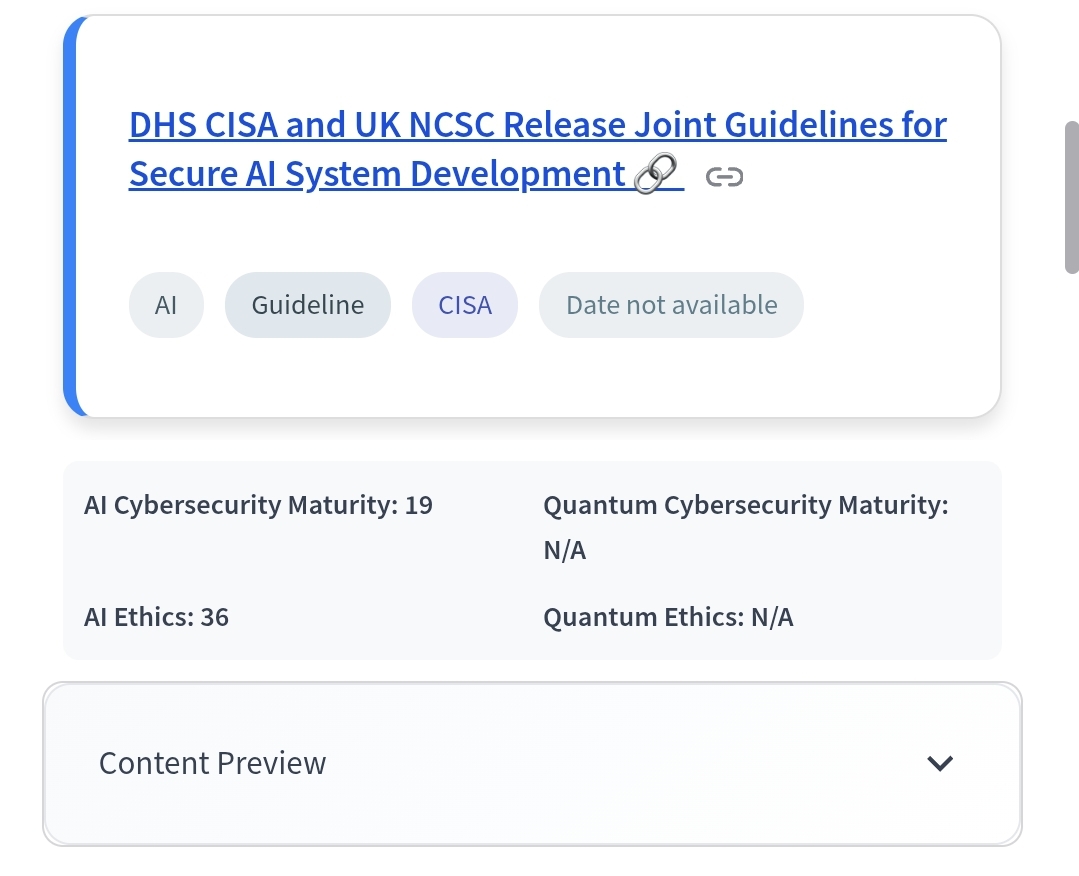 DHS CISA and UK NCSC Release Joint Guidelines for
Secure AI System Development
AI
Guideline
CISA
Date not available
AI Cybersecurity Maturity: 19
Quantum Cybersecurity Maturity:
N/A
AI Ethics: 36
Quantum Ethics: N/A
Content Preview